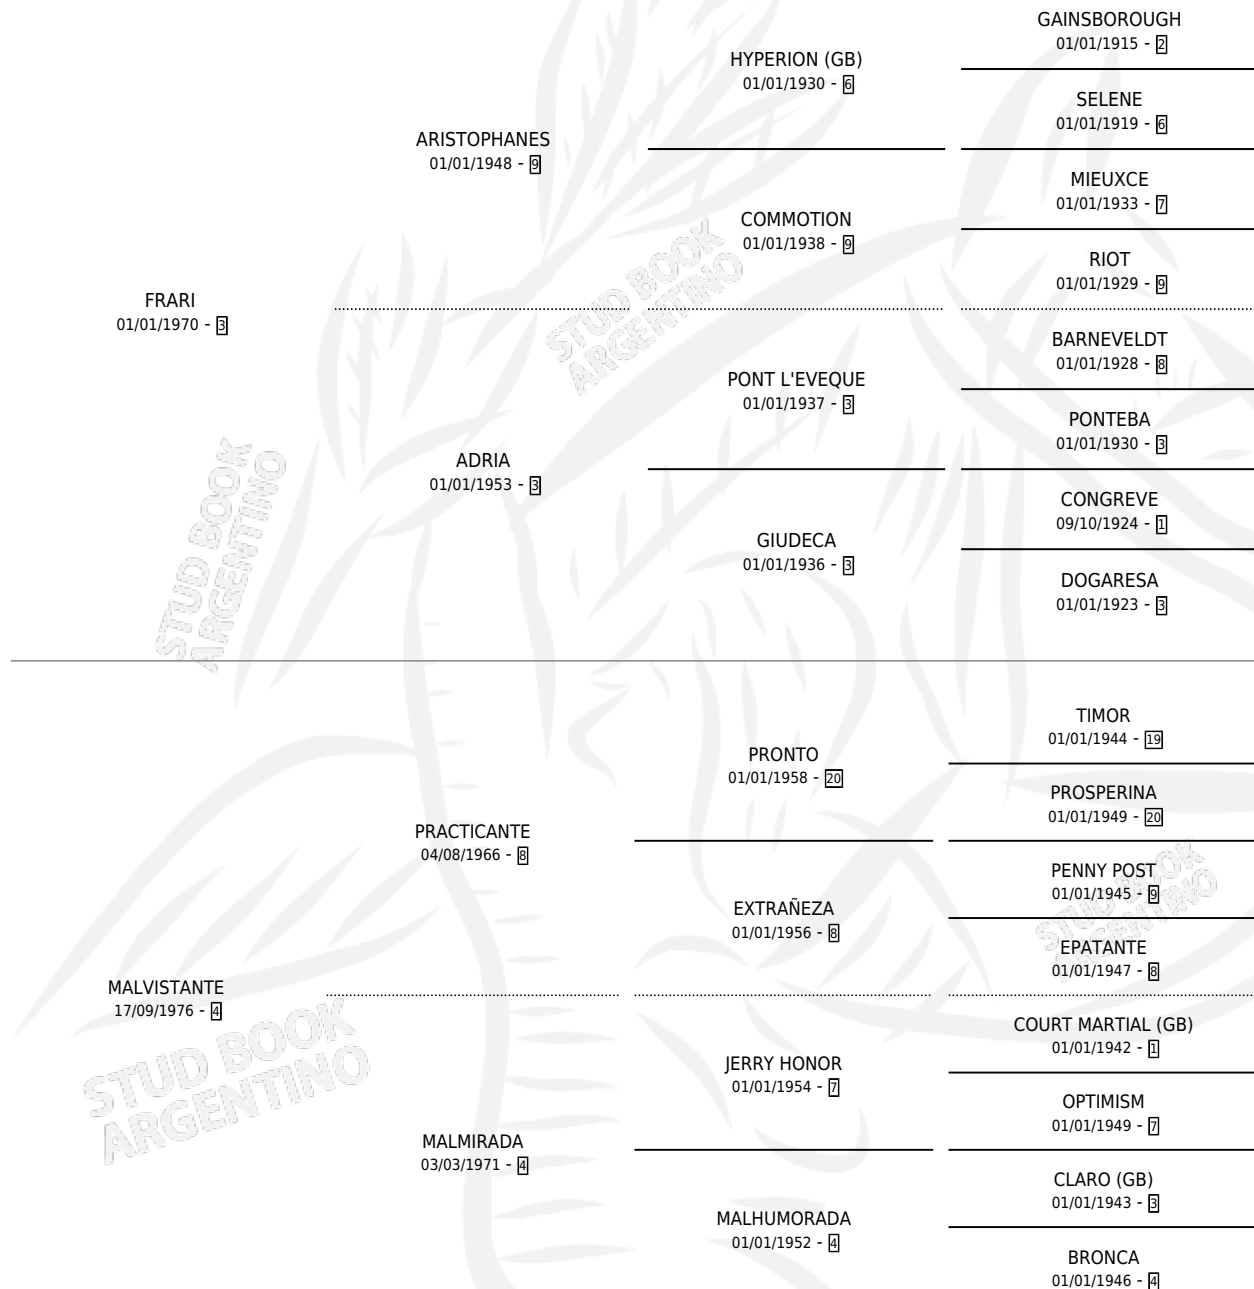 GAINSBOROUGH
01/01/1915 - 2
HYPERION (GB)
01/01/1930 - 6
SELENE
01/01/1919 - 6
ARISTOPHANES
01/01/1948 - 9
MIEUXCE
01/01/1933 - 7
COMMOTION
01/01/1938 - 9
RIOT
01/01/1929 - 9
FRARI
01/01/1970 - 3
BARNEVELDT
01/01/1928 - 8
PONT L'EVEQUE
01/01/1937 - 3
PONTEBA
01/01/1930 - 3
ADRIA
01/01/1953 - 3
CONGREVE
09/10/1924 - 1
GIUDECA
01/01/1936 - 3
DOGARESA
01/01/1923 - 3
TIMOR
01/01/1944 - 19
PRONTO
01/01/1958 - 20
PROSPERINA
01/01/1949 - 20
PRACTICANTE
04/08/1966 - 8
PENNY POST
01/01/1945 - 9
EXTRAÑEZA
01/01/1956 - 8
EPATANTE
01/01/1947 - 8
MALVISTANTE
17/09/1976 - 4
COURT MARTIAL (GB)
01/01/1942 - 1
JERRY HONOR
01/01/1954 - 7
OPTIMISM
01/01/1949 - 7
MALMIRADA
03/03/1971 - 4
CLARO (GB)
01/01/1943 - 3
MALHUMORADA
01/01/1952 - 4
BRONCA
01/01/1946 - 4
STUD BOOK
ARGENTINO
STUD BOOK
ARGENTINO
STUD BOOK
ARGENTINO
STUD BOOK
ARGENTINO